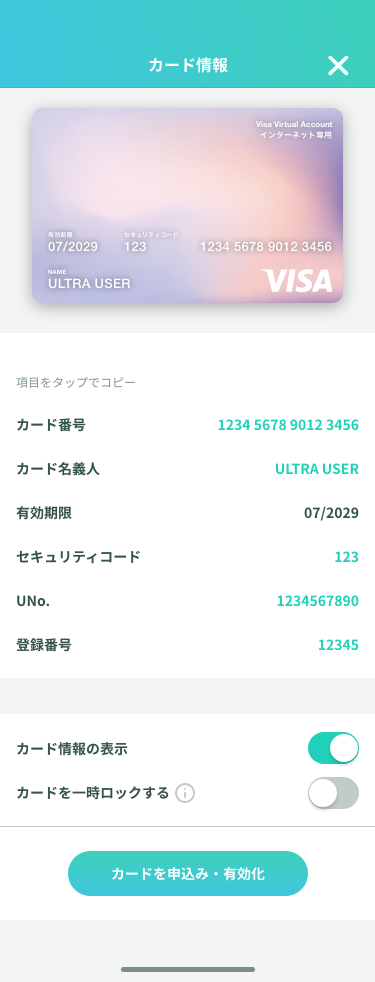 カード情報
Visa Virtual Account
インターネット専用
有効期限 セキュリティコード
07/2029 123 1234 5678 9012 3456
NAME
ULTRA USER VISA
項目をタップでコピー
カード番号 1234 5678 9012 3456
カード名義人 ULTRA USER
有効期限 07/2029
セキュリティコード 123
UNo. 1234567890
登録番号 12345
カード情報の表示
カードを一時ロックする
カードを申込み・有効化